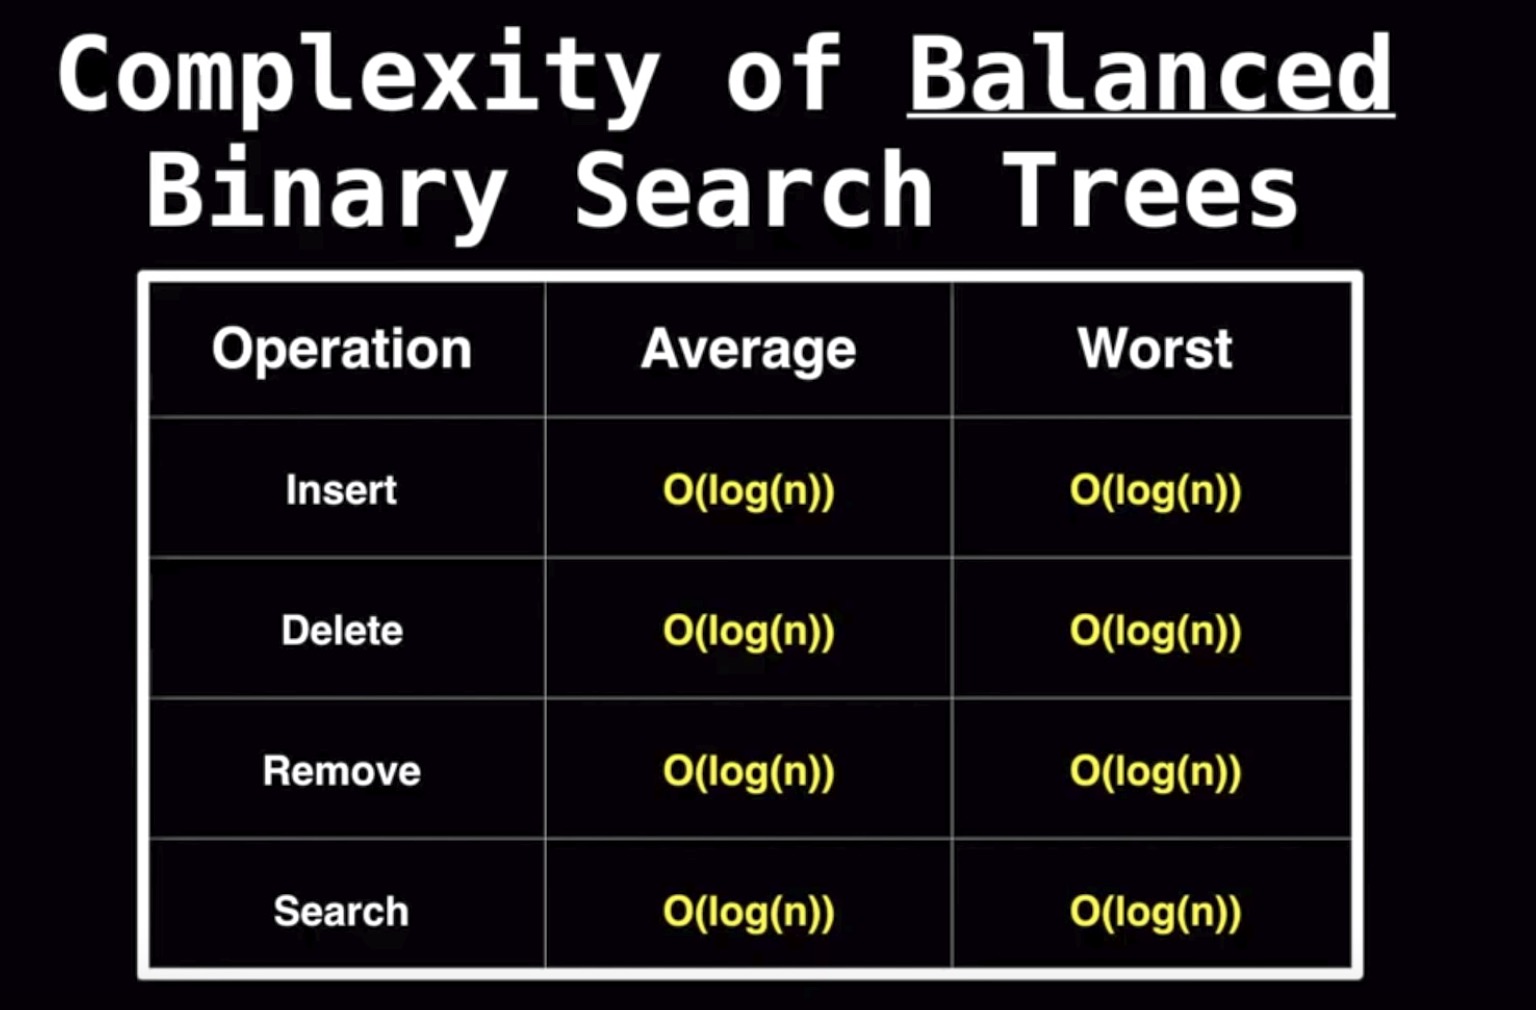 Complexity of Balanced
Binary Search Trees
Operation Average Worst
Insert O(log(n)) O(log(n))
Delete O(log(n)) O(log(n))
Remove O(log(n)) O(log(n))
Search O(log(n)) O(log(n))